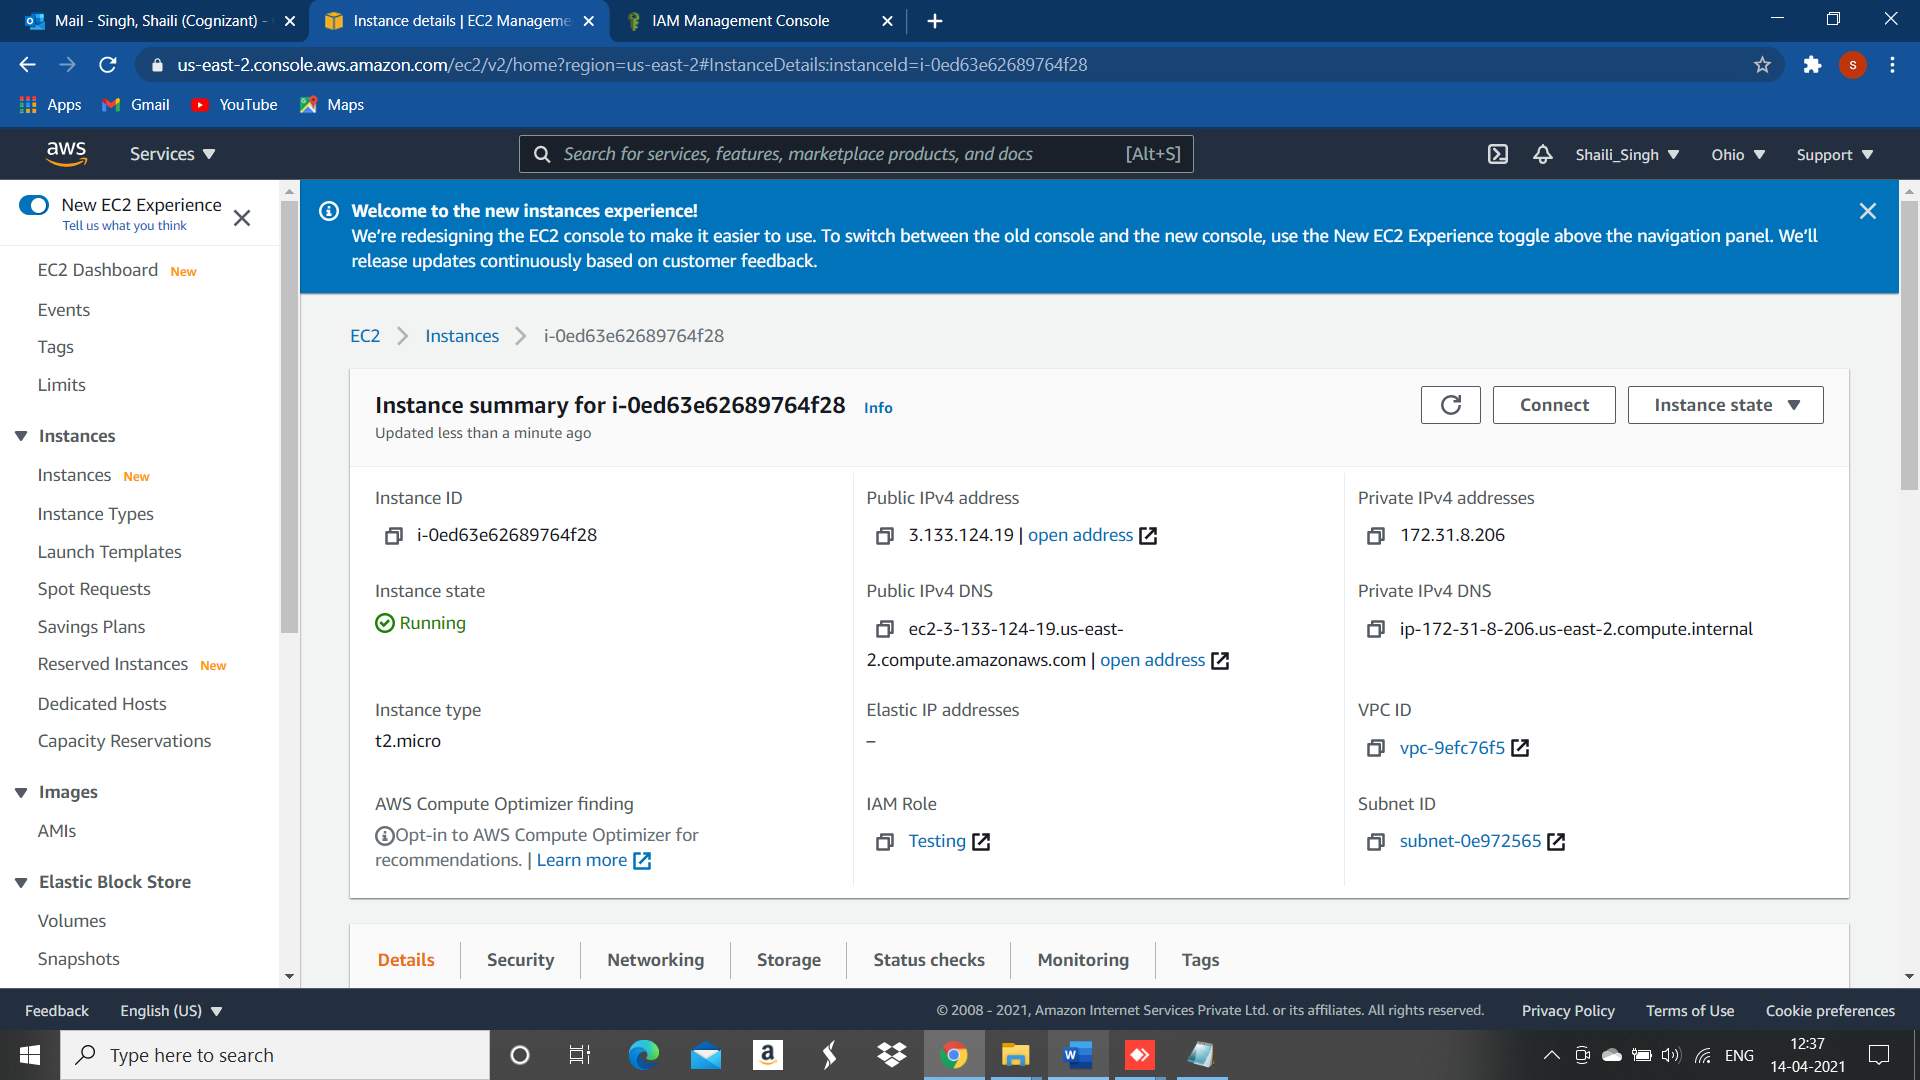 Mail - Singh, Shaili (Cognizant) -
Instance details | EC2 Manageme
IAM Management Console
us-east-2.console.aws.amazon.com/ec2/v2/home?region=us-east-2#InstanceDetails:instanceId=i-0ed63e62689764f28
S
Apps
Gmail
YouTube
Maps
aws
Services
Search for services, features, marketplace products, and docs
[Alt+S]
Shaili_Singh
Ohio
Support
New EC2 Experience
Tell us what you think
EC2 Dashboard New
Events
Tags
Limits
Instances
Instances New
Instance Types
Launch Templates
Spot Requests
Savings Plans
Reserved Instances New
Dedicated Hosts
Capacity Reservations
Images
AMIs
Elastic Block Store
Volumes
Snapshots
Welcome to the new instances experience!
We're redesigning the EC2 console to make it easier to use. To switch between the old console and the new console, use the New EC2 Experience toggle above the navigation panel. We'll
release updates continuously based on customer feedback.
EC2
Instances
i-0ed63e62689764f28
Instance summary for i-0ed63e62689764f28 Info
Updated less than a minute ago
Connect
Instance state
Instance ID
i-0ed63e62689764f28
Public IPv4 address
3.133.124.19 | open address
Private IPv4 addresses
172.31.8.206
Instance state
Running
Public IPv4 DNS
ec2-3-133-124-19.us-east-
2.compute.amazonaws.com | open address
Private IPv4 DNS
ip-172-31-8-206.us-east-2.compute.internal
Instance type
t2.micro
Elastic IP addresses
–
VPC ID
vpc-9efc76f5
AWS Compute Optimizer finding
Opt-in to AWS Compute Optimizer for
recommendations. | Learn more
IAM Role
Testing
Subnet ID
subnet-0e972565
Details
Security
Networking
Storage
Status checks
Monitoring
Tags
Feedback
English (US)
© 2008 - 2021, Amazon Internet Services Private Ltd. or its affiliates. All rights reserved.
Privacy Policy
Terms of Use
Cookie preferences
Type here to search
ENG
12:37
14-04-2021